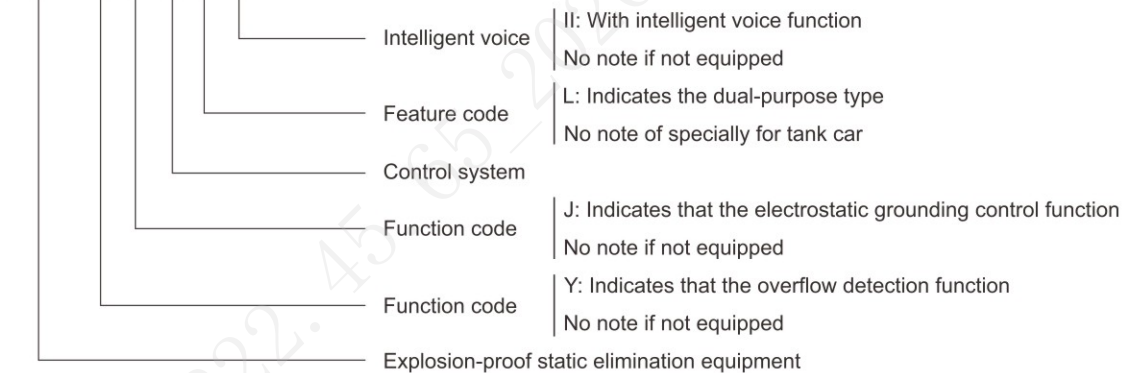 Intelligent voice
II: With intelligent voice function
No note if not equipped
Feature code
L: Indicates the dual-purpose type
No note of specially for tank car
Control system
Function code
J: Indicates that the electrostatic grounding control function
No note if not equipped
Function code
Y: Indicates that the overflow detection function
No note if not equipped
Explosion-proof static elimination equipment